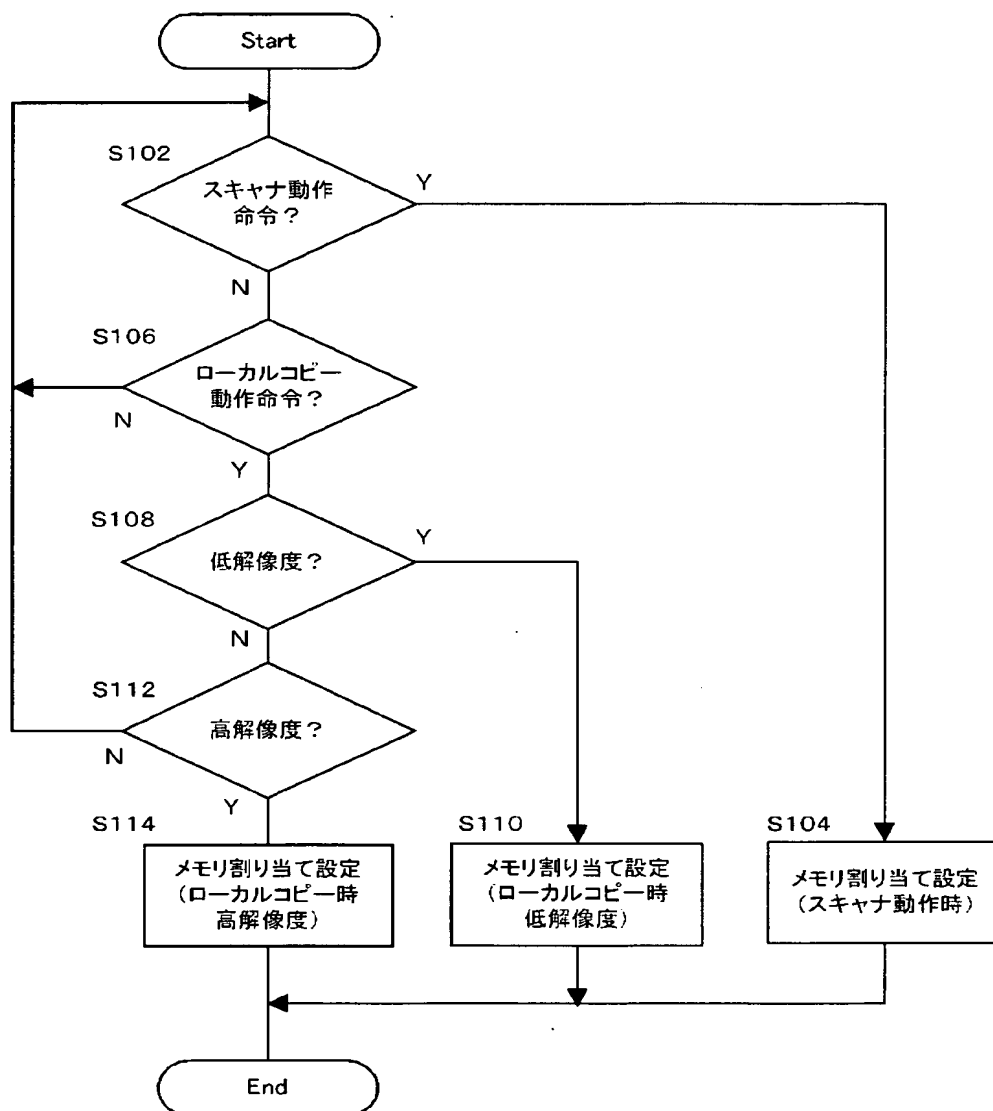 Start
S102
スキャナ動作
命令?
Y
N
S106
ローカルコピー
動作命令?
N
Y
S108
低解像度?
Y
N
S112
高解像度?
N
Y
S114
メモリ割り当て設定
(ローカルコピー時
高解像度)
S110
メモリ割り当て設定
(ローカルコピー時
低解像度)
S104
メモリ割り当て設定
(スキャナ動作時)
End